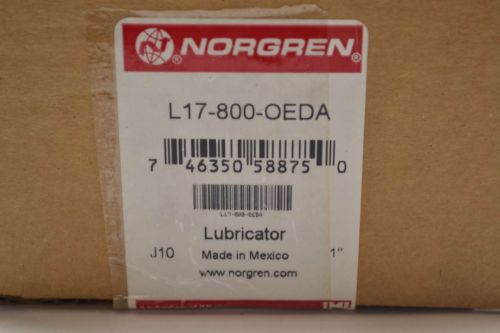 NORGREN®
L17-800-OEDA
7 46350 58875 0
L17-800-OEDA
Lubricator
J10 Made in Mexico 1"
www.norgren.com
IMI